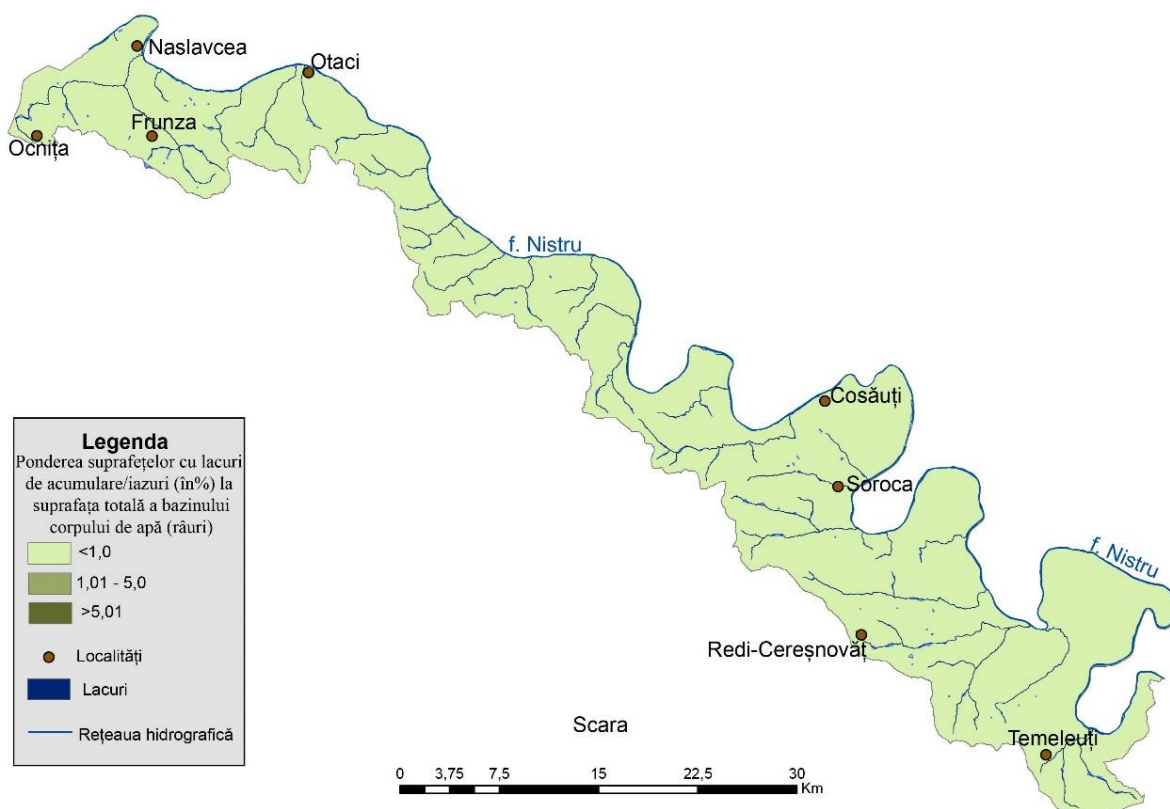 Naslavcea
Otaci
Frunza
Ocnița
f. Nistru
Cosăuți
Soroca
f. Nistru
Redi-Cereșnovăț
Temeleuți
Legenda
Ponderea suprafețelor cu lacuri
de acumulare/iazuri (în%) la
suprafața totală a bazinului
corpului de apă (râuri)
<1,0
1,01 - 5,0
>5,01
Localități
Lacuri
Rețeaua hidrografică
Scara
0 3,75 7,5 15 22,5 30
Km